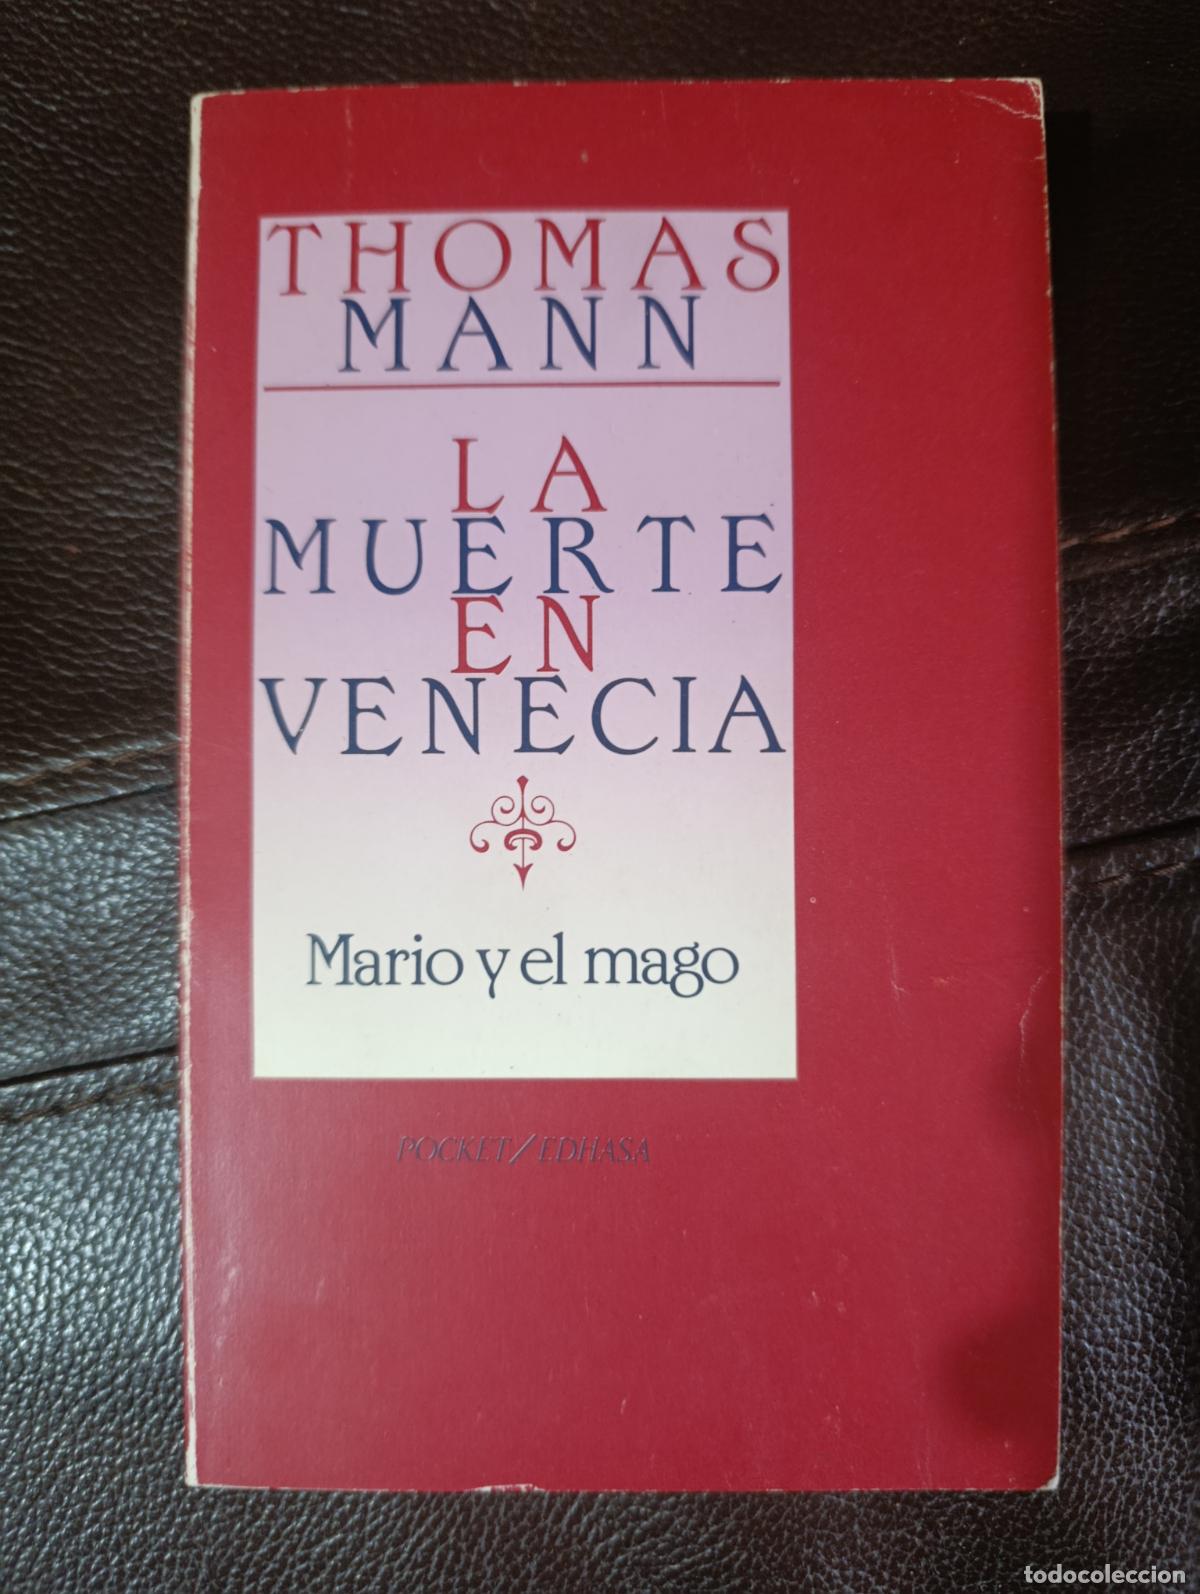 THOMAS
MANN
LA
MUERTE
EN
VENECIA
Mario y el mago
POCKET/EDHASA
todocoleccion